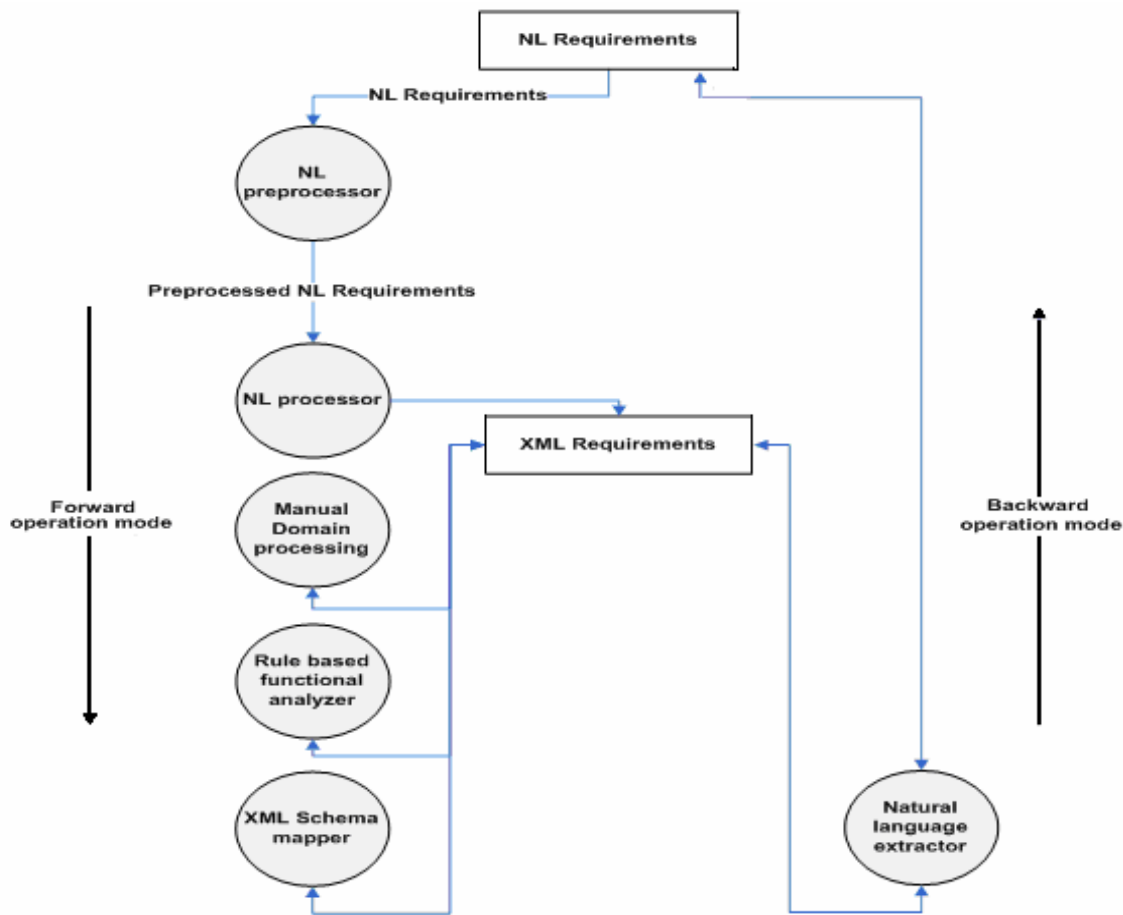 NL Requirements
NL Requirements
NL
preprocessor
Preprocessed NL Requirements
NL processor
XML Requirements
Manual
Domain
processing
Forward
operation mode
Backward
operation mode
Rule based
functional
analyzer
XML Schema
mapper
Natural
language
extractor